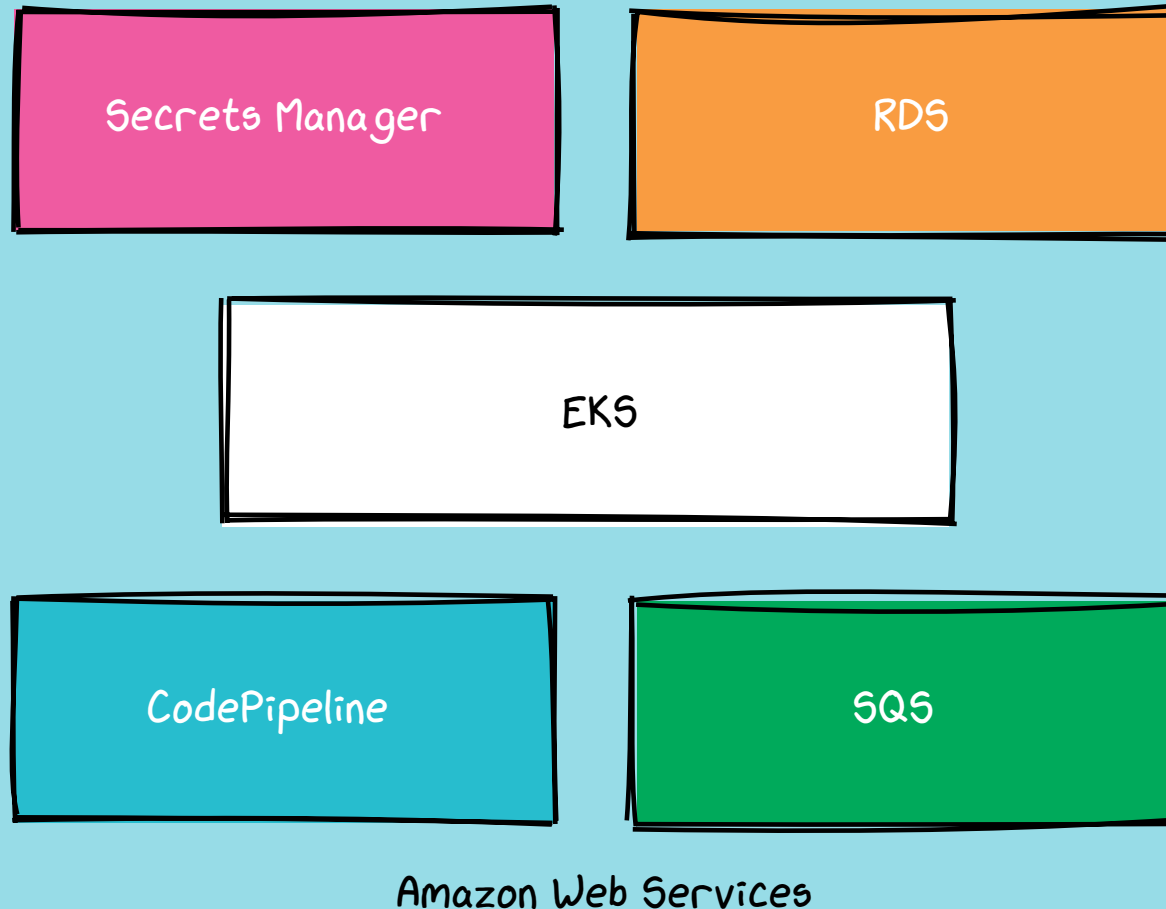 Secrets Manager
RDS
EKS
CodePipeline
SQS
Amazon Web Services